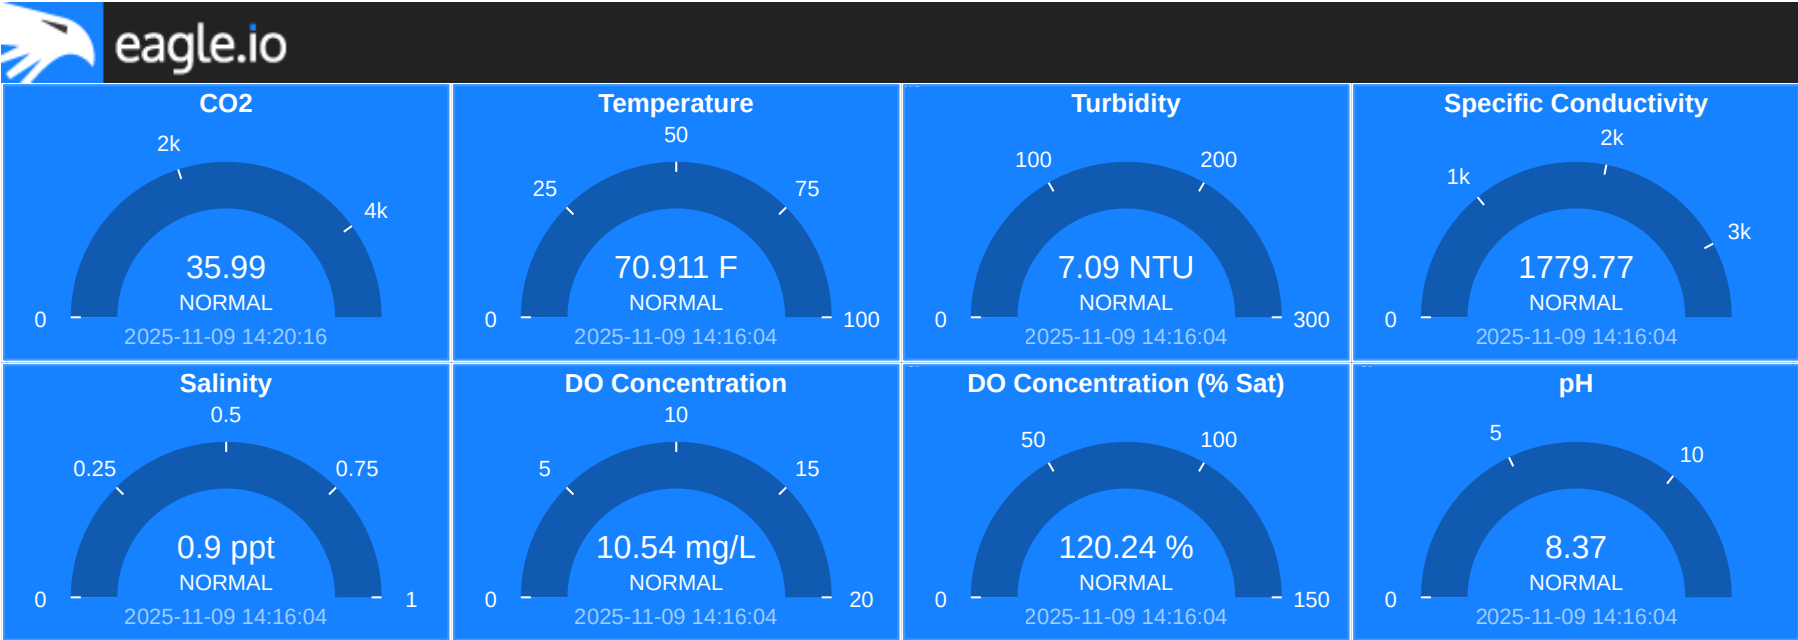 eagle.io
CO2
2k
4k
0
35.99
NORMAL
2025-11-09 14:20:16
Temperature
50
25
75
0
100
70.911 F
NORMAL
2025-11-09 14:16:04
Turbidity
100
200
0
300
7.09 NTU
NORMAL
2025-11-09 14:16:04
Specific Conductivity
2k
1k
3k
0
1779.77
NORMAL
2025-11-09 14:16:04
Salinity
0.5
0.25
0.75
0
1
0.9 ppt
NORMAL
2025-11-09 14:16:04
DO Concentration
10
5
15
0
20
10.54 mg/L
NORMAL
2025-11-09 14:16:04
DO Concentration (% Sat)
50
100
0
150
120.24 %
NORMAL
2025-11-09 14:16:04
pH
5
10
0
8.37
NORMAL
2025-11-09 14:16:04